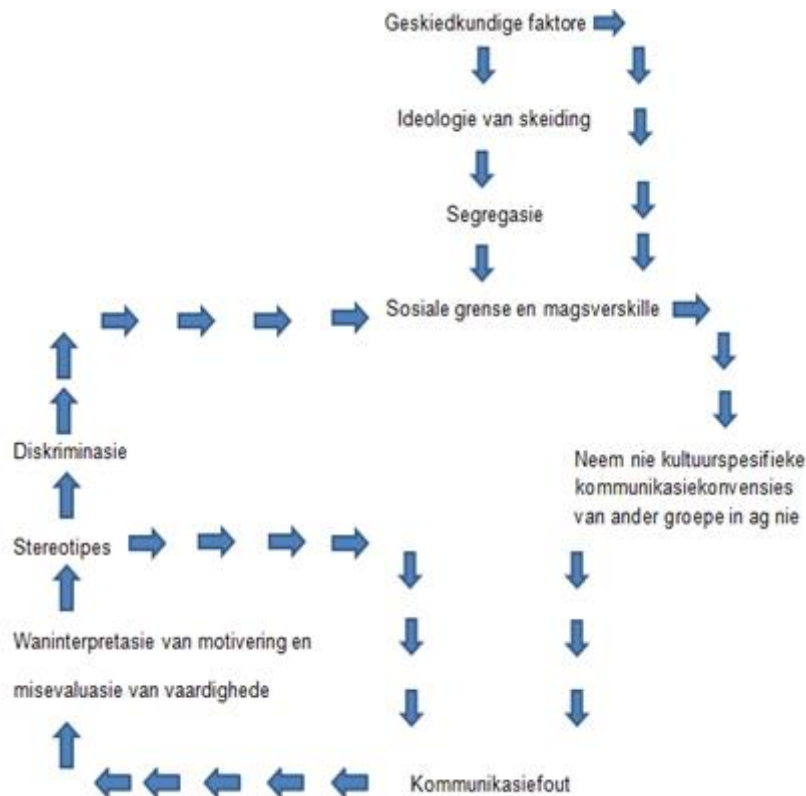 Geskiedkundige faktore
Ideologie van skeiding
Segregasie
Sosiale grense en magsverskille
Diskriminasie
Neem nie kultuurspesifieke
kommunikasiekonvensies
van ander groepe in ag nie
Stereotipes
Waninterpretasie van motivering en
misevaluasie van vaardighede
Kommunikasiefout